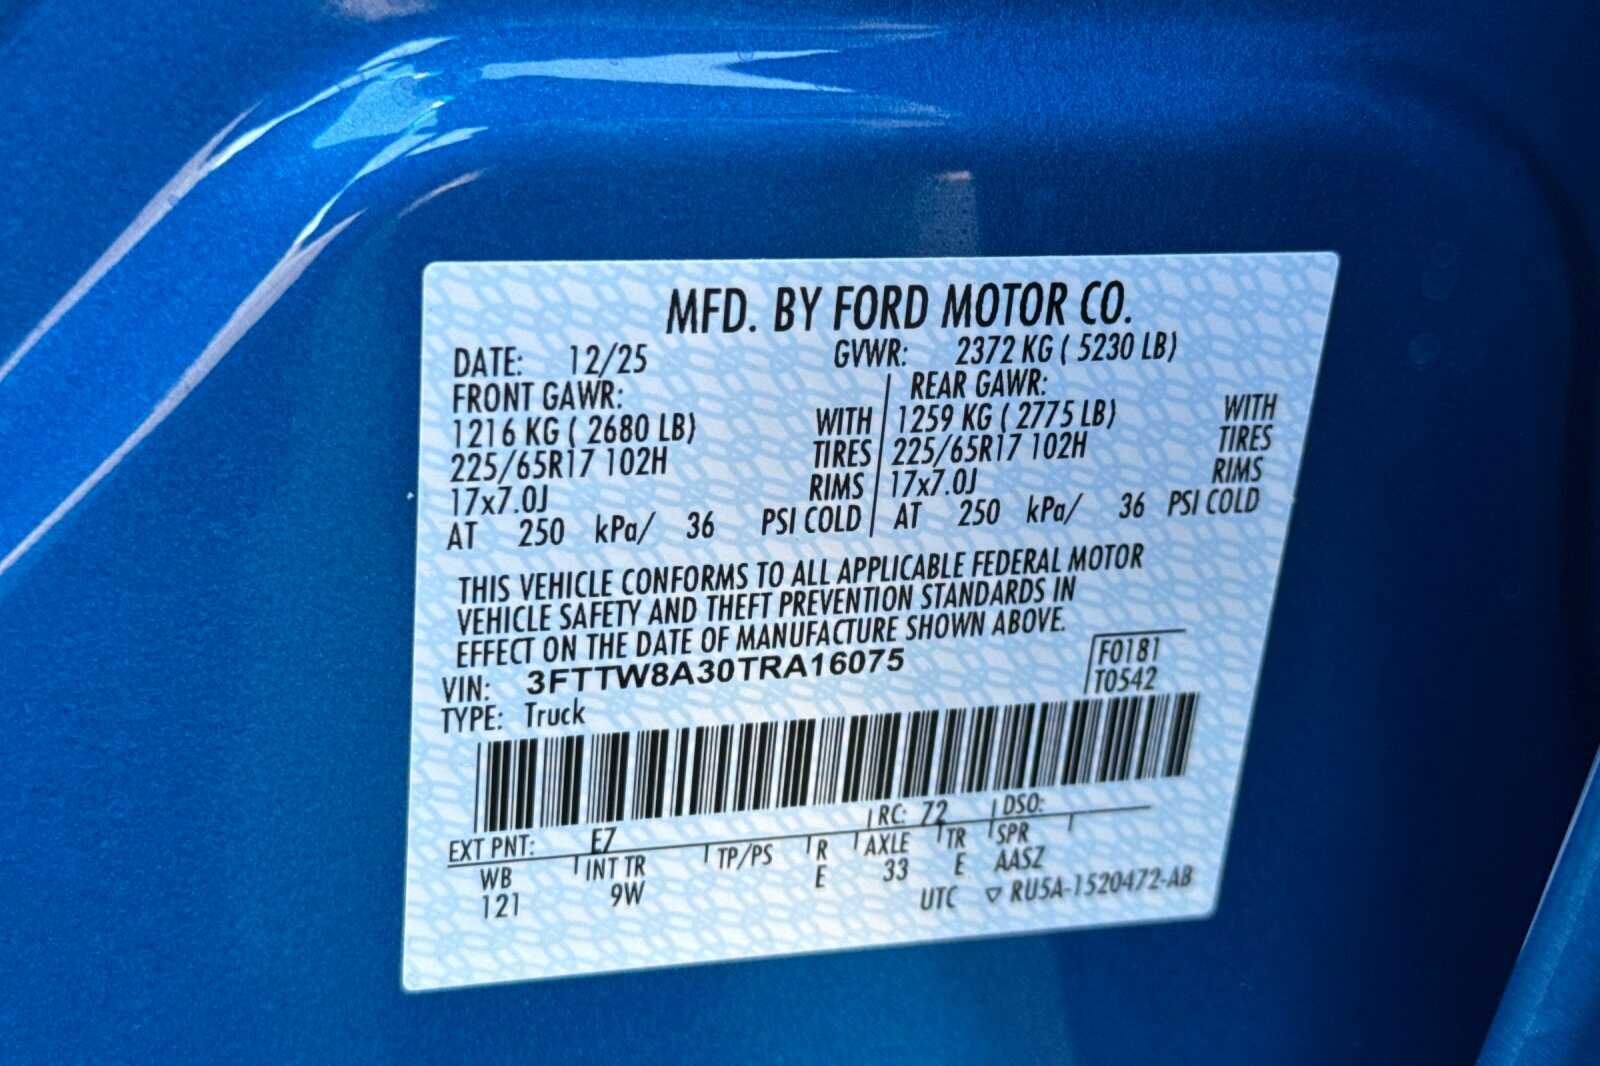 MFD. BY FORD MOTOR CO.
DATE: 12/25 GVWR: 2372 KG ( 5230 LB)
FRONT GAWR: REAR GAWR:
1216 KG ( 2680 LB) WITH 1259 KG ( 2775 LB) WITH
225/65R17 102H TIRES 225/65R17 102H TIRES
17x7.0J RIMS 17x7.0J RIMS
AT 250 kPa/ 36 PSI COLD AT 250 kPa/ 36 PSI COLD
THIS VEHICLE CONFORMS TO ALL APPLICABLE FEDERAL MOTOR
VEHICLE SAFETY AND THEFT PREVENTION STANDARDS IN
EFFECT ON THE DATE OF MANUFACTURE SHOWN ABOVE.
VIN: 3FTTW8A30TRA16075 F0181
TYPE: Truck T0542
EXT PNT: E7 RC: 72 DSO:
WB INT TR TP/PS R AXLE TR SPR
121 9W E 33 E AASZ
UTC ▽ RU5A-1520472-AB